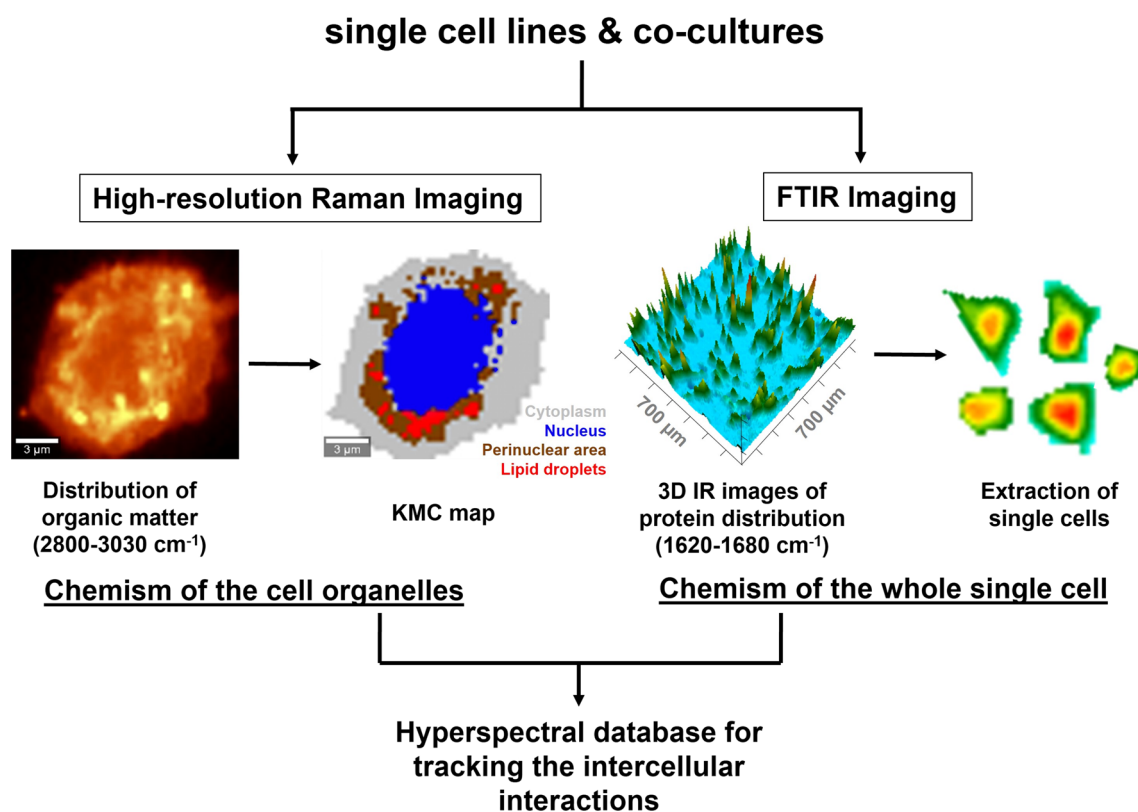 single cell lines & co-cultures
High-resolution Raman Imaging
FTIR Imaging
3 µm
3 µm
Cytoplasm
Nucleus
Perinuclear area
Lipid droplets
700 µm
700 µm
Distribution of
organic matter
(2800-3030 cm⁻¹)
KMC map
3D IR images of
protein distribution
(1620-1680 cm⁻¹)
Extraction of
single cells
Chemism of the cell organelles
Chemism of the whole single cell
Hyperspectral database for
tracking the intercellular
interactions